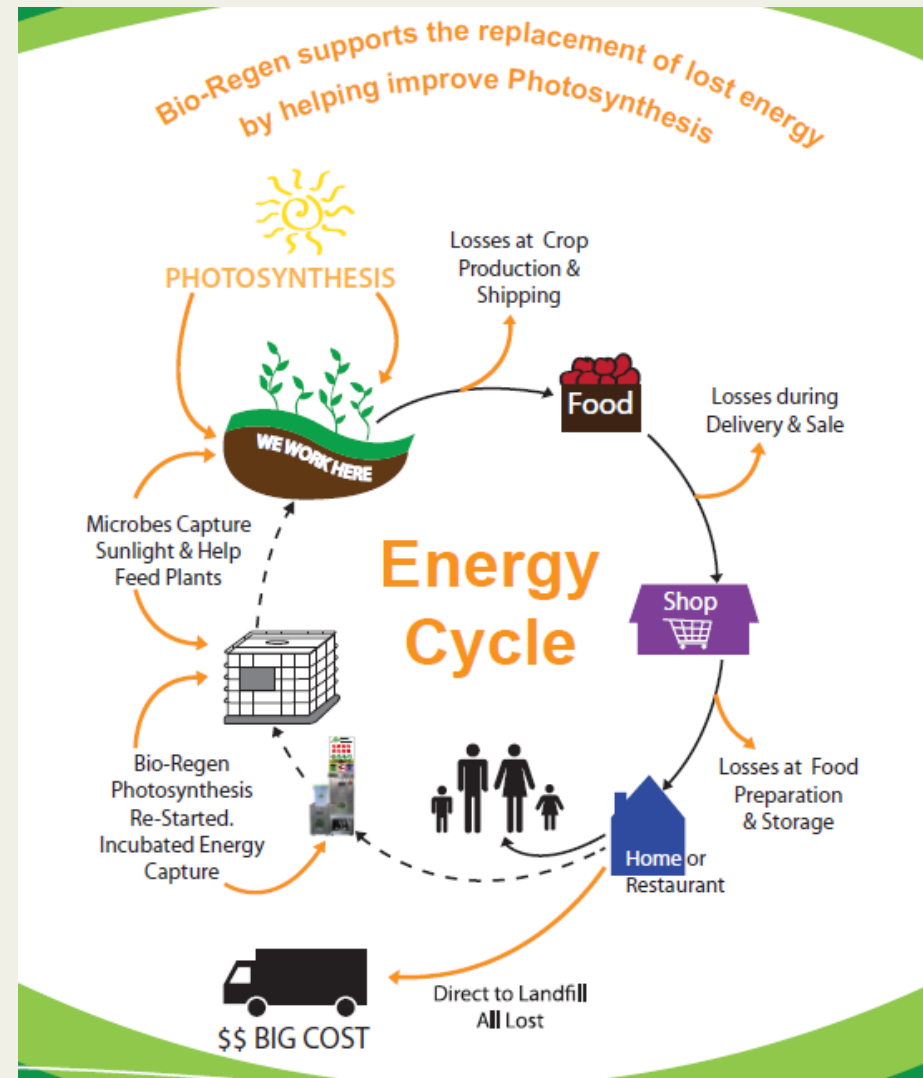 Bio-Regen supports the replacement of lost energy
by helping improve Photosynthesis
PHOTOSYNTHESIS
Losses at Crop
Production &
Shipping
Food
Losses during
Delivery & Sale
WE WORK HERE
Microbes Capture
Sunlight & Help
Feed Plants
Energy
Cycle
Shop
Bio-Regen
Photosynthesis
Re-Started.
Incubated Energy
Capture
Losses at Food
Preparation
& Storage
Home or
Restaurant
Direct to Landfill
All Lost
$$ BIG COST